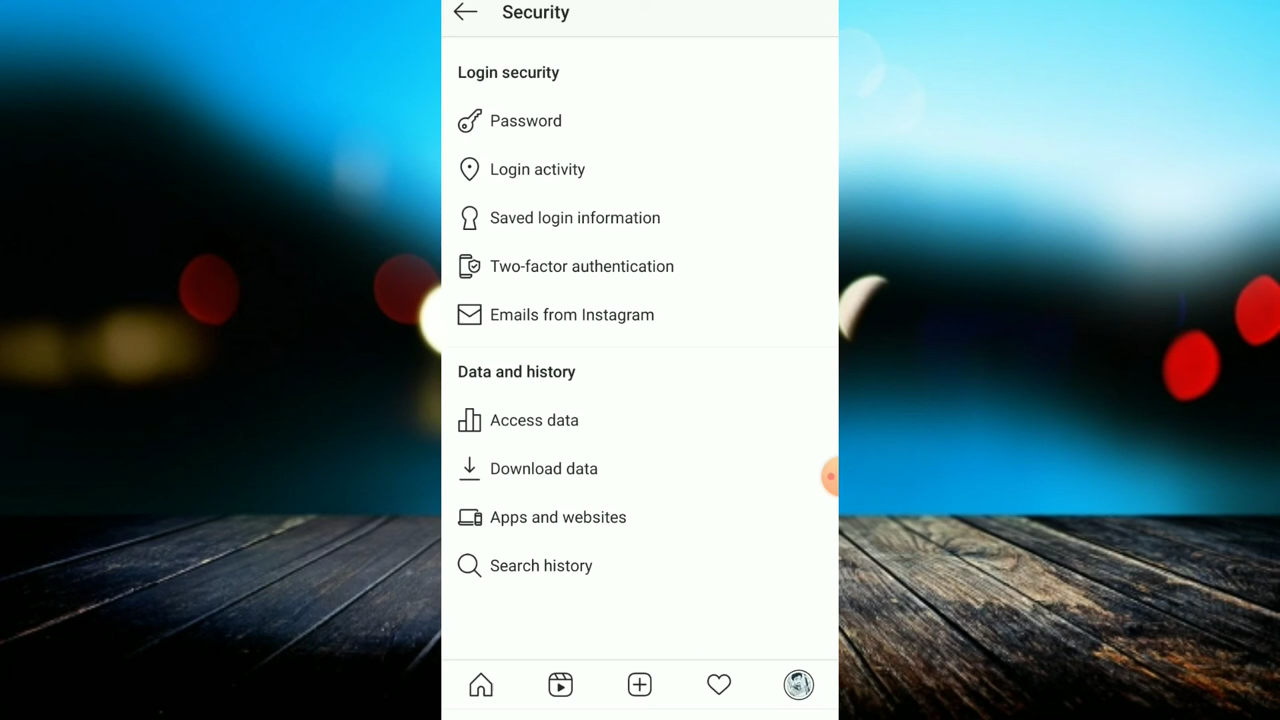 Security
Login security
Password
Login activity
Saved login information
Two-factor authentication
Emails from Instagram
Data and history
Access data
Download data
Apps and websites
Search history